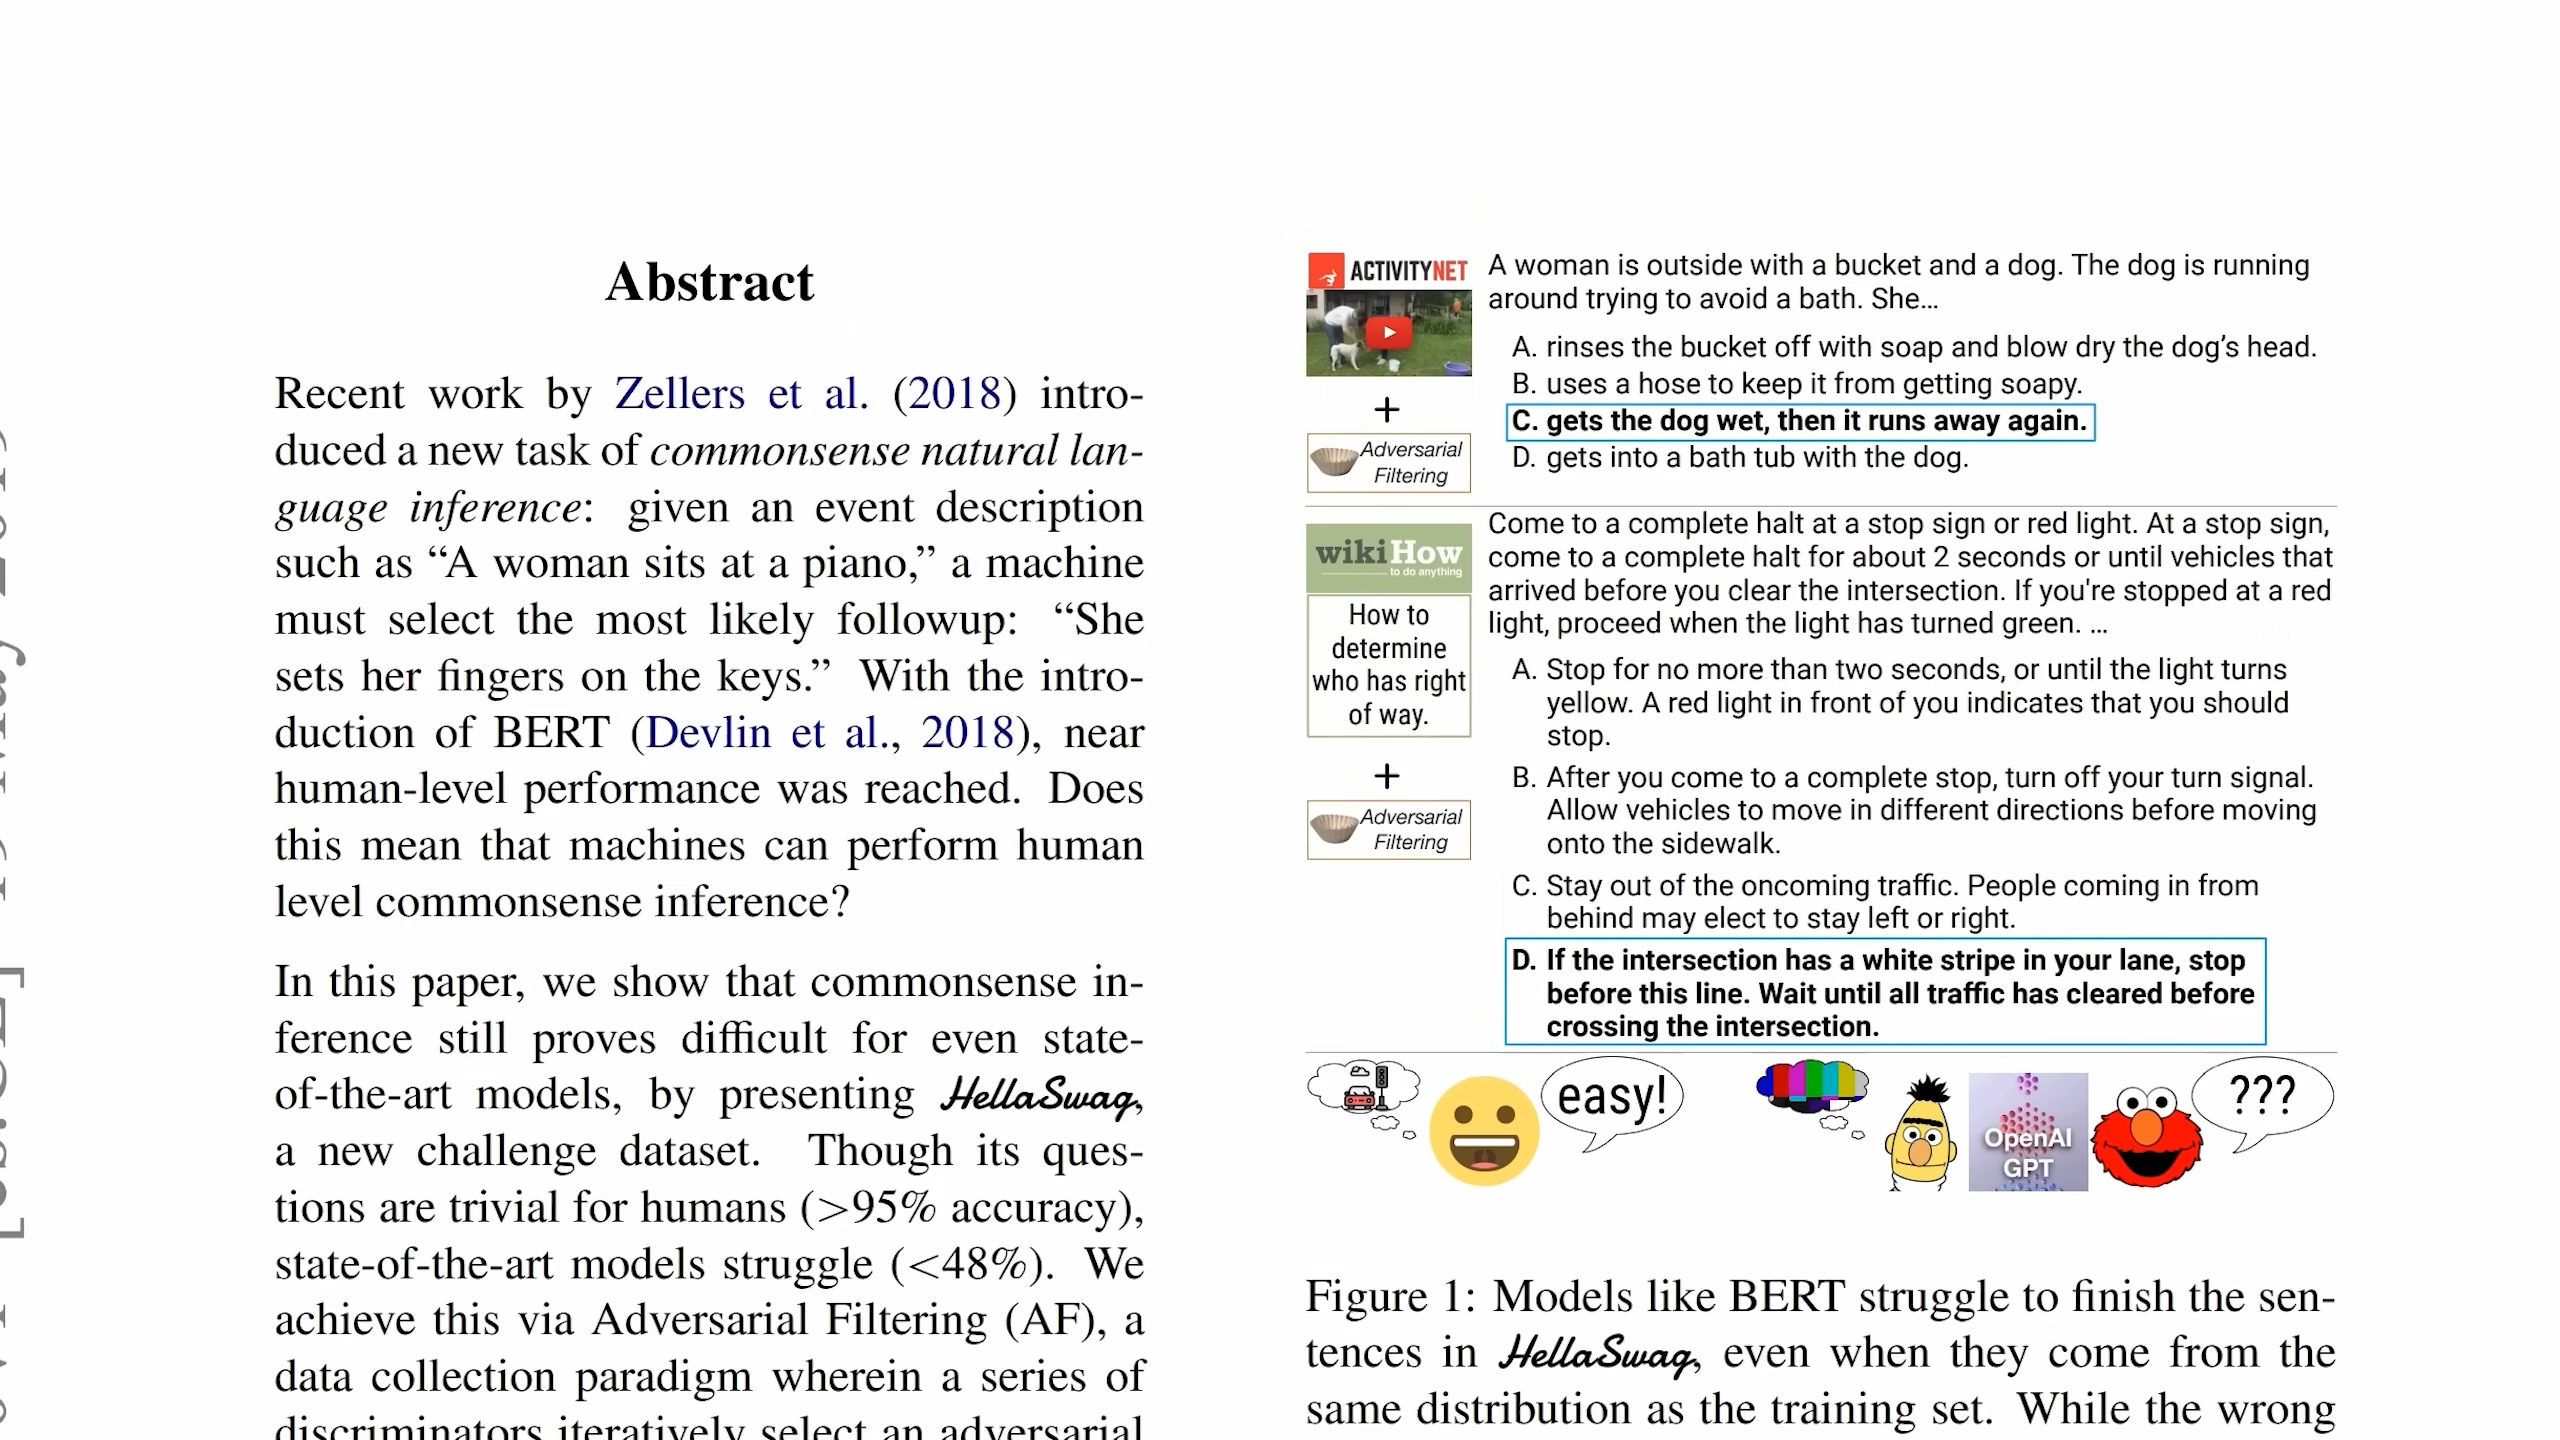 Abstract
Recent work by Zellers et al. (2018) intro-
duced a new task of commonsense natural lan-
guage inference: given an event description
such as “A woman sits at a piano,” a machine
must select the most likely followup: “She
sets her fingers on the keys.” With the intro-
duction of BERT (Devlin et al., 2018), near
human-level performance was reached. Does
this mean that machines can perform human
level commonsense inference?
In this paper, we show that commonsense in-
ference still proves difficult for even state-
of-the-art models, by presenting HellaSwag,
a new challenge dataset. Though its ques-
tions are trivial for humans (>95% accuracy),
state-of-the-art models struggle (<48%). We
achieve this via Adversarial Filtering (AF), a
data collection paradigm wherein a series of
discriminators iteratively select an adversarial
ACTIVITYNET
+
Adversarial
Filtering
A woman is outside with a bucket and a dog. The dog is running
around trying to avoid a bath. She…
A. rinses the bucket off with soap and blow dry the dog’s head.
B. uses a hose to keep it from getting soapy.
C. gets the dog wet, then it runs away again.
D. gets into a bath tub with the dog.
wikiHow
to do anything
How to
determine
who has right
of way.
+
Adversarial
Filtering
Come to a complete halt at a stop sign or red light. At a stop sign,
come to a complete halt for about 2 seconds or until vehicles that
arrived before you clear the intersection. If you're stopped at a red
light, proceed when the light has turned green. …
A. Stop for no more than two seconds, or until the light turns
yellow. A red light in front of you indicates that you should
stop.
B. After you come to a complete stop, turn off your turn signal.
Allow vehicles to move in different directions before moving
onto the sidewalk.
C. Stay out of the oncoming traffic. People coming in from
behind may elect to stay left or right.
D. If the intersection has a white stripe in your lane, stop
before this line. Wait until all traffic has cleared before
crossing the intersection.
easy!
OpenAI
GPT
???
Figure 1: Models like BERT struggle to finish the sen-
tences in HellaSwag, even when they come from the
same distribution as the training set. While the wrong